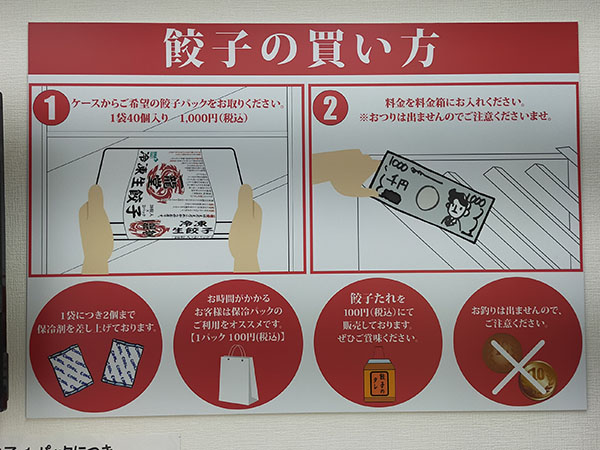 餃子の買い方
1
ケースからご希望の餃子パックをお取りください。
1袋40個入り 1,000円(税込)
冷凍生餃子
龍堂
冷凍
生餃子
2
料金を料金箱にお入れください。
※おつりは出ませんのでご注意くださいませ。
1000
千円
1000
1袋につき2個まで
保冷剤を差し上げております。
お時間がかかる
お客様は保冷パックの
ご利用をオススメです。
【1パック 100円(税込)】
餃子たれを
100円(税込)にて
販売しております。
ぜひご賞味ください。
餃子の
タレ
お釣りは出ませんので、
ご注意ください。
10